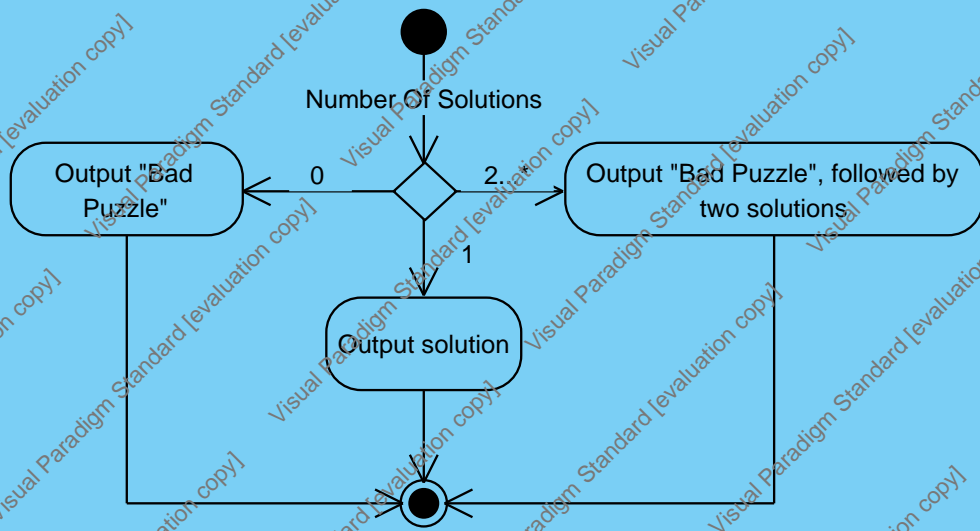 Number Of Solutions
Output "Bad
Puzzle"
0
2..*
Output "Bad Puzzle", followed by
two solutions
1
Output solution
Visual Paradigm Standard [evaluation copy]